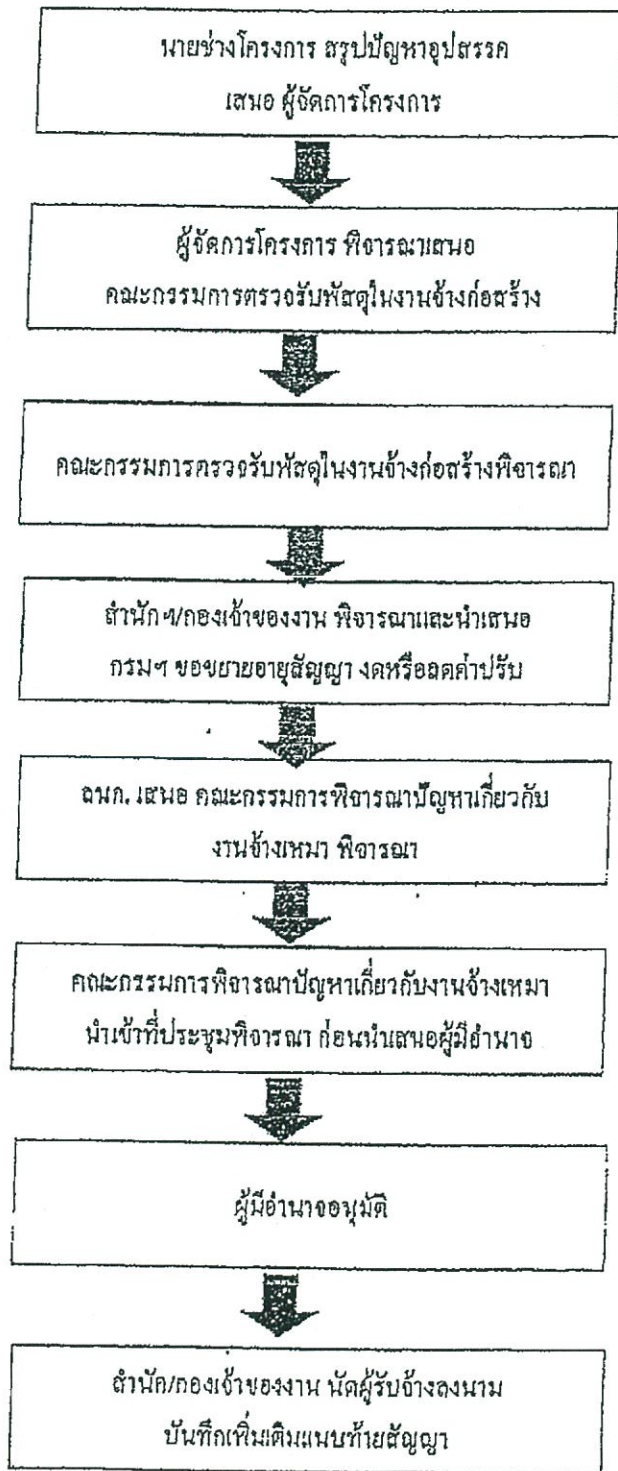 นายช่างโครงการ สรุปปัญหาอุปสรรค
เสนอ ผู้จัดการโครงการ
ผู้จัดการโครงการ พิจารณาเสนอ
คณะกรรมการตรวจรับพัสดุในงานจ้างก่อสร้าง
คณะกรรมการตรวจรับพัสดุในงานจ้างก่อสร้างพิจารณา
สำนักฯ/กองเจ้าของงาน พิจารณาและนำเสนอ
กรมฯ ขอขยายอายุสัญญา งดหรือลดค่าปรับ
ลนก. เสนอ คณะกรรมการพิจารณาปัญหาเกี่ยวกับ
งานจ้างเหมา พิจารณา
คณะกรรมการพิจารณาปัญหาเกี่ยวกับงานจ้างเหมา
นำเข้าที่ประชุมพิจารณา ก่อนนำเสนอผู้มีอำนาจ
ผู้มีอำนาจอนุมัติ
สำนัก/กองเจ้าของงาน นัดผู้รับจ้างลงนาม
บันทึกเพิ่มเติมแนบท้ายสัญญา